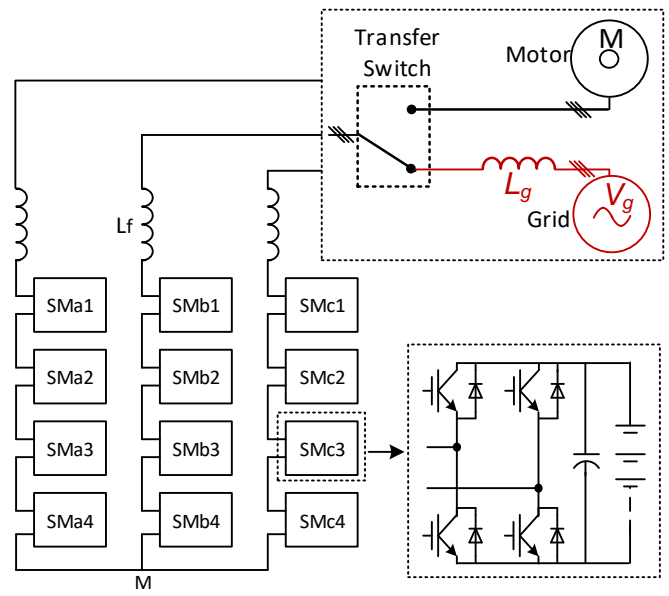 Transfer
Switch
Motor
M
Lg
Vg
Grid
Lf
SMa1
SMb1
SMc1
SMa2
SMb2
SMc2
SMa3
SMb3
SMc3
SMa4
SMb4
SMc4
M